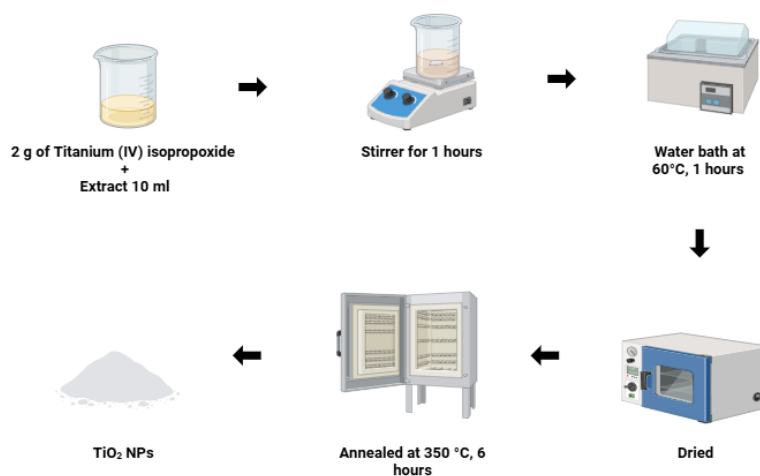 2 g of Titanium (IV) isopropoxide
+
Extract 10 ml
Stirrer for 1 hours
Water bath at
60°C, 1 hours
Dried
Annealed at 350 °C, 6
hours
TiO₂ NPs